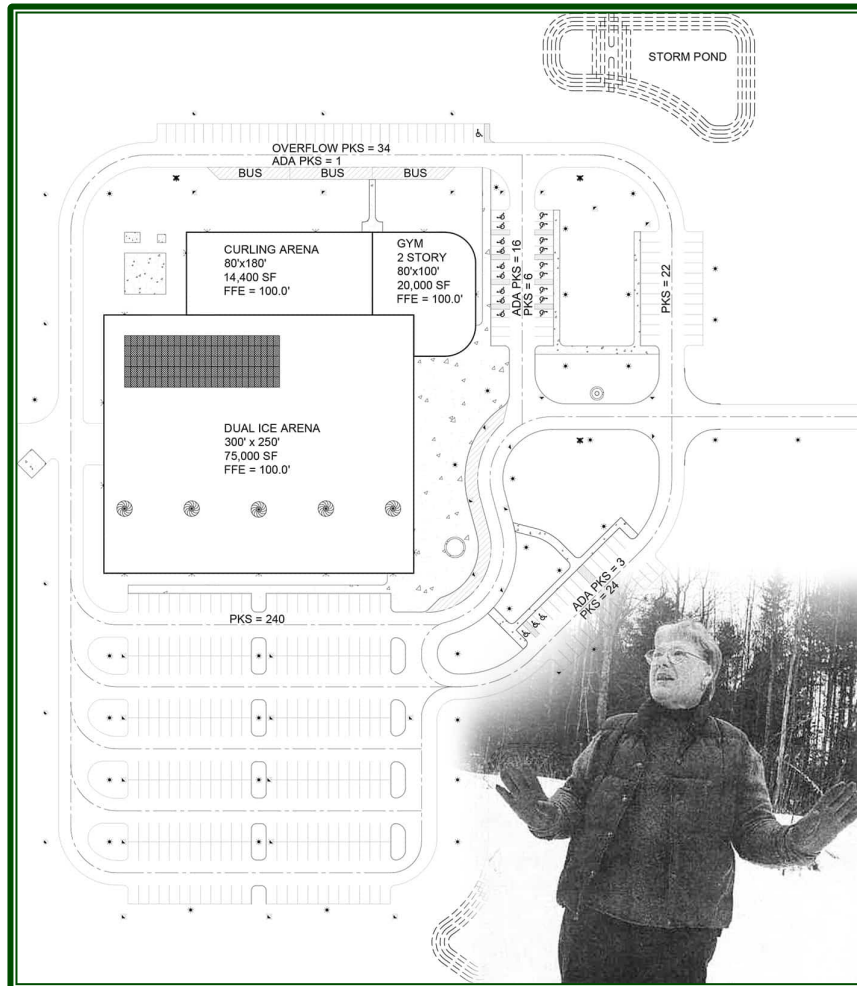 STORM POND
OVERFLOW PKS = 34
ADA PKS = 1
BUS BUS BUS
CURLING ARENA
80'x180'
14,400 SF
FFE = 100.0'
GYM
2 STORY
80'x100'
20,000 SF
FFE = 100.0'
ADA PKS = 16
PKS = 6
PKS = 22
DUAL ICE ARENA
300' x 250'
75,000 SF
FFE = 100.0'
ADA PKS = 3
PKS = 24
PKS = 240